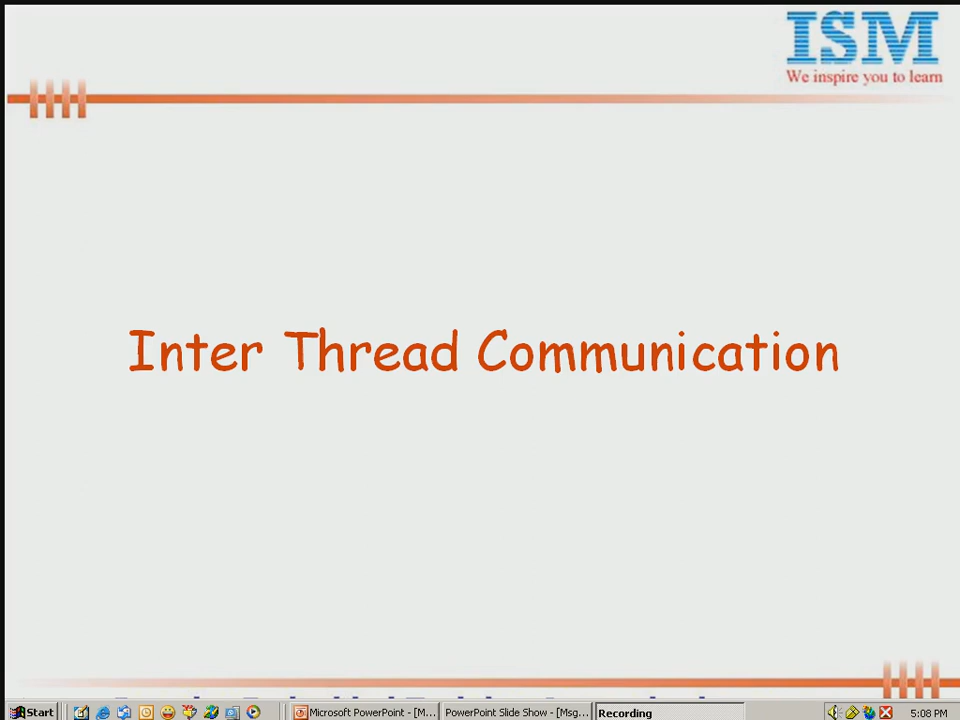 ISM
We inspire you to learn
Inter Thread Communication
Start
Microsoft PowerPoint - [M...
PowerPoint Slide Show - [Msg...
Recording
5:08 PM